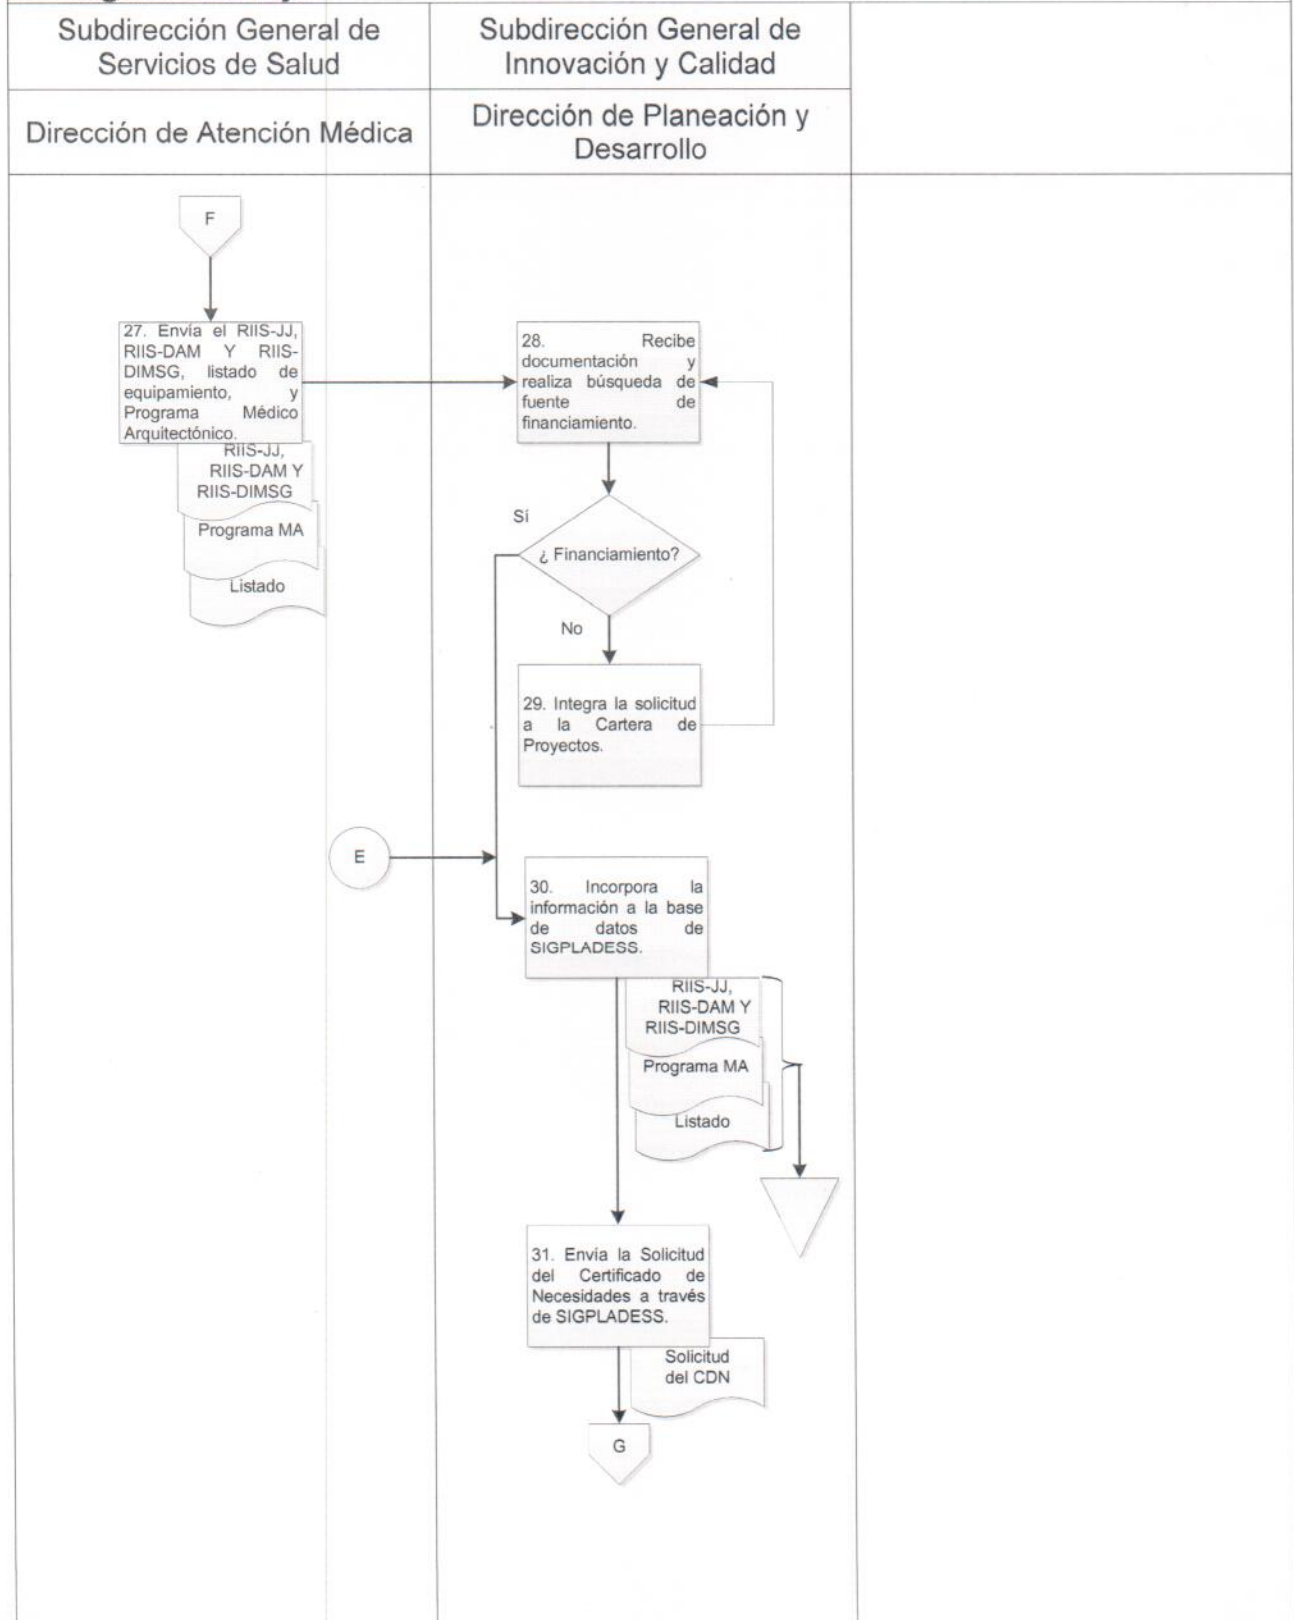 Subdirección General de
Servicios de Salud
Subdirección General de
Innovación y Calidad
Dirección de Atención Médica
Dirección de Planeación y
Desarrollo
F
27. Envía el RIIS-JJ,
RIIS-DAM Y RIIS-
DIMSG, listado de
equipamiento, y
Programa Médico
Arquitectónico.
RIIS-JJ,
RIIS-DAM Y
RIIS-DIMSG
Programa MA
Listado
28. Recibe
documentación y
realiza búsqueda de
fuente de
financiamiento.
Sí
¿ Financiamiento?
No
29. Integra la solicitud
a la Cartera de
Proyectos.
E
30. Incorpora la
información a la base
de datos de
SIGPLADESS.
RIIS-JJ,
RIIS-DAM Y
RIIS-DIMSG
Programa MA
Listado
31. Envía la Solicitud
del Certificado de
Necesidades a través
de SIGPLADESS.
Solicitud
del CDN
G